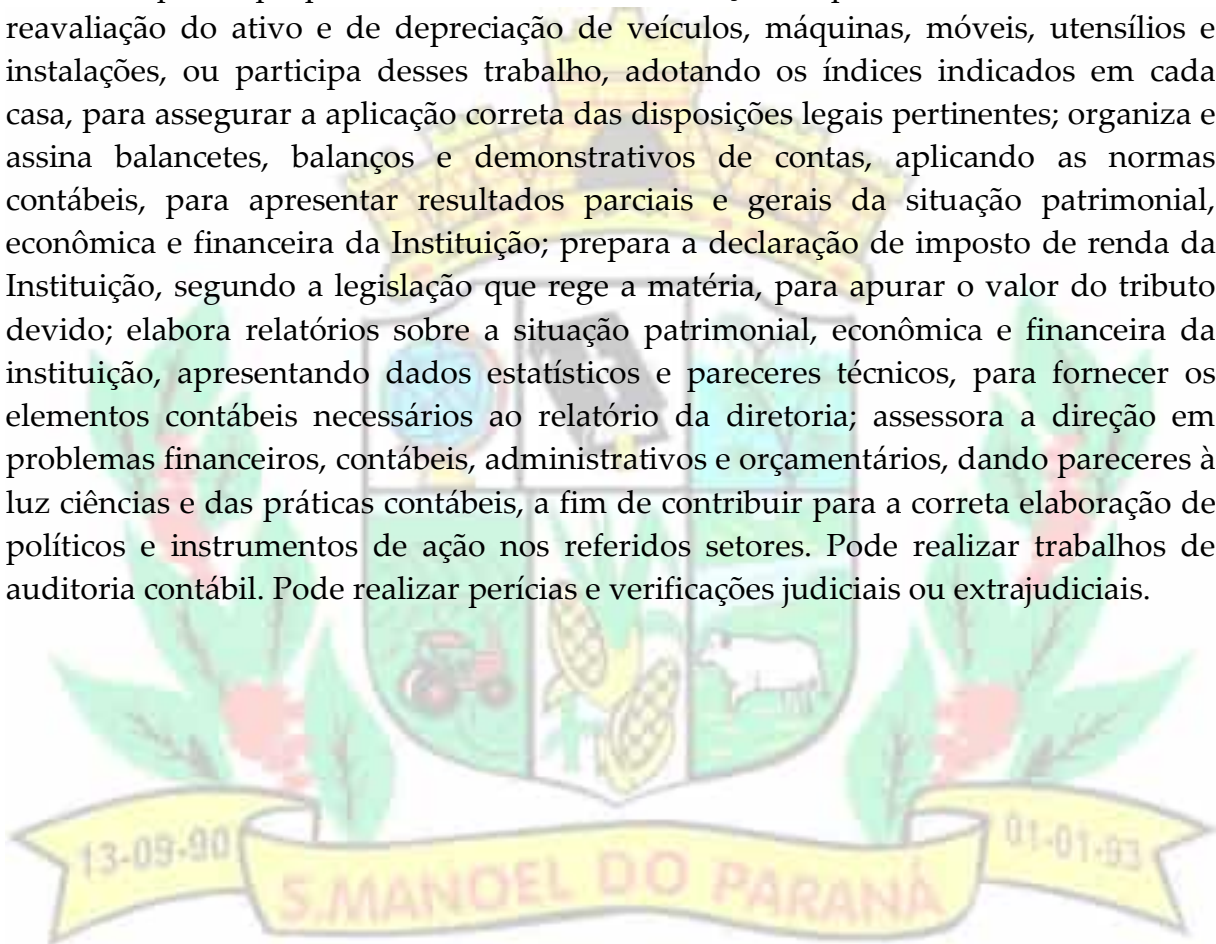 reavaliação do ativo e de depreciação de veículos, máquinas, móveis, utensílios e
instalações, ou participa desses trabalho, adotando os índices indicados em cada
casa, para assegurar a aplicação correta das disposições legais pertinentes; organiza e
assina balancetes, balanços e demonstrativos de contas, aplicando as normas
contábeis, para apresentar resultados parciais e gerais da situação patrimonial,
econômica e financeira da Instituição; prepara a declaração de imposto de renda da
Instituição, segundo a legislação que rege a matéria, para apurar o valor do tributo
devido; elabora relatórios sobre a situação patrimonial, econômica e financeira da
instituição, apresentando dados estatísticos e pareceres técnicos, para fornecer os
elementos contábeis necessários ao relatório da diretoria; assessora a direção em
problemas financeiros, contábeis, administrativos e orçamentários, dando pareceres à
luz ciências e das práticas contábeis, a fim de contribuir para a correta elaboração de
políticos e instrumentos de ação nos referidos setores. Pode realizar trabalhos de
auditoria contábil. Pode realizar perícias e verificações judiciais ou extrajudiciais.
13-09-90
01-01-93
S.MANOEL DO PARANÁ